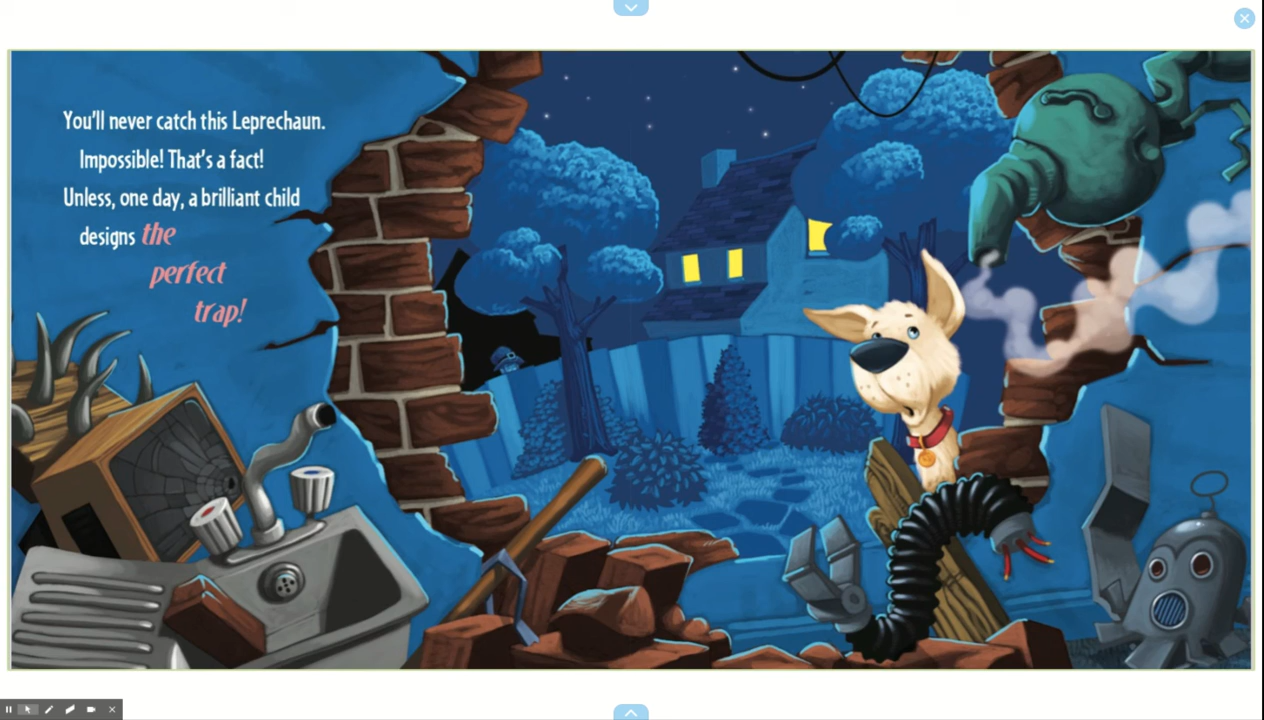 You'll never catch this Leprechaun.
Impossible! That's a fact!
Unless, one day, a brilliant child
designs the
perfect
trap!